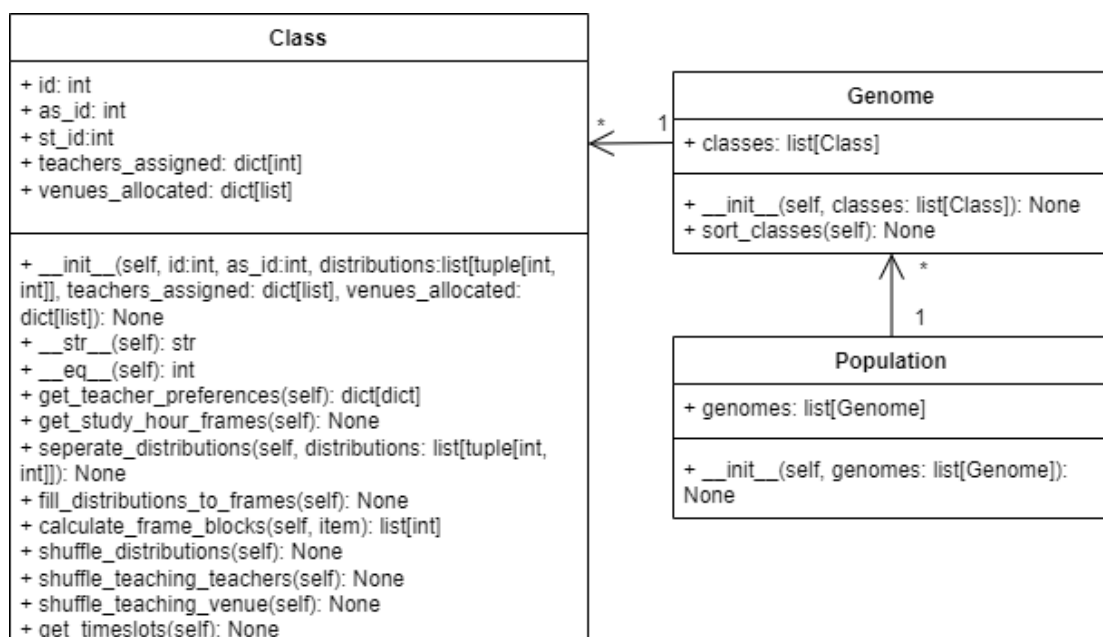 Class
+ id: int
+ as_id: int
+ st_id:int
+ teachers_assigned: dict[int]
+ venues_allocated: dict[list]
+ __init__(self, id:int, as_id:int, distributions:list[tuple[int,
int]], teachers_assigned: dict[list], venues_allocated:
dict[list]): None
+ __str__(self): str
+ __eq__(self): int
+ get_teacher_preferences(self): dict[dict]
+ get_study_hour_frames(self): None
+ seperate_distributions(self, distributions: list[tuple[int,
int]]): None
+ fill_distributions_to_frames(self): None
+ calculate_frame_blocks(self, item): list[int]
+ shuffle_distributions(self): None
+ shuffle_teaching_teachers(self): None
+ shuffle_teaching_venue(self): None
+ get_timeslots(self): None
*
1
Genome
+ classes: list[Class]
+ __init__(self, classes: list[Class]): None
+ sort_classes(self): None
*
1
Population
+ genomes: list[Genome]
+ __init__(self, genomes: list[Genome]):
None